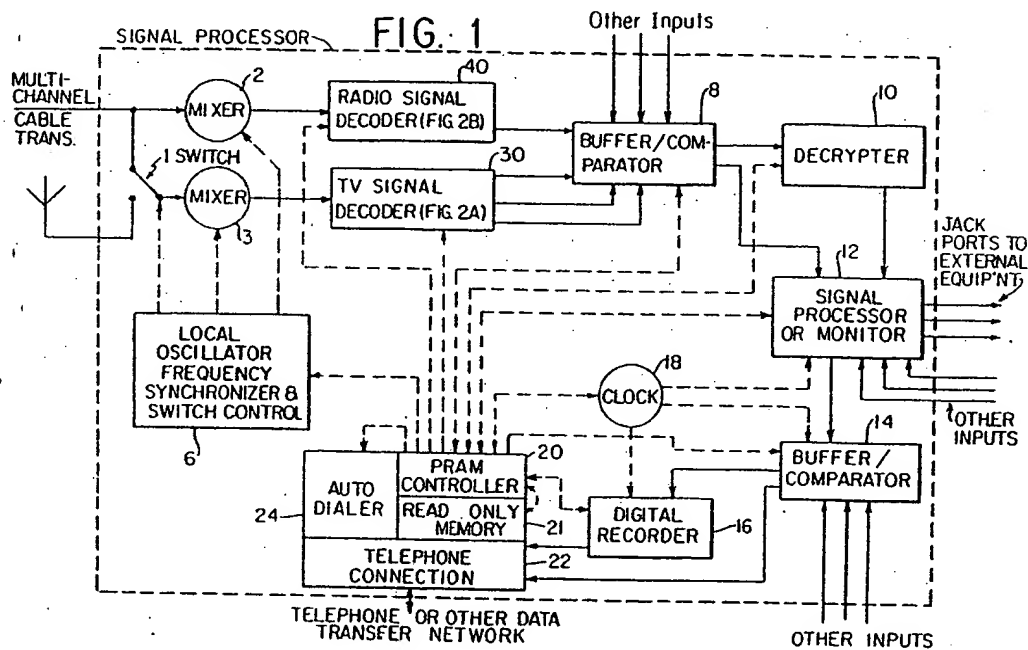 FIG. 1
Other Inputs
SIGNAL PROCESSOR
MULTI-
CHANNEL
CABLE
TRANS.
2
MIXER
40
RADIO SIGNAL
DECODER (FIG. 2B)
8
BUFFER/COM-
PARATOR
10
DECRYPTER
1 SWITCH
MIXER
3
30
TV SIGNAL
DECODER (FIG. 2A)
JACK
PORTS TO
EXTERNAL
EQUIP'NT.
12
SIGNAL
PROCESSOR
OR MONITOR
LOCAL
OSCILLATOR
FREQUENCY
SYNCHRONIZER &
SWITCH CONTROL
6
18
CLOCK
OTHER
INPUTS
14
BUFFER/
COMPARATOR
20
PRAM
CONTROLLER
AUTO
DIALER
24
READ ONLY
MEMORY
21
DIGITAL
RECORDER
16
TELEPHONE
CONNECTION
22
TELEPHONE OR OTHER DATA
TRANSFER NETWORK
OTHER INPUTS